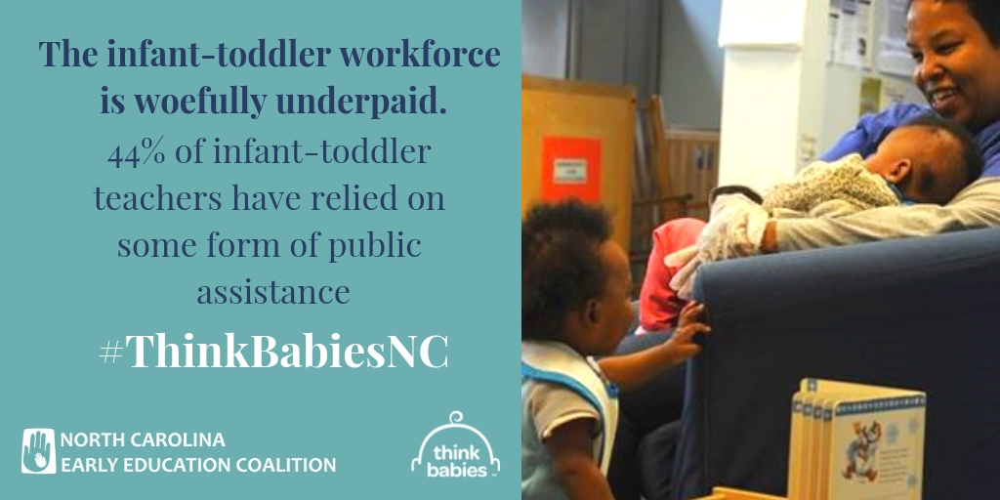 The infant-toddler workforce
is woefully underpaid.
44% of infant-toddler
teachers have relied on
some form of public
assistance
#ThinkBabiesNC
NORTH CAROLINA
EARLY EDUCATION COALITION
think
babies™